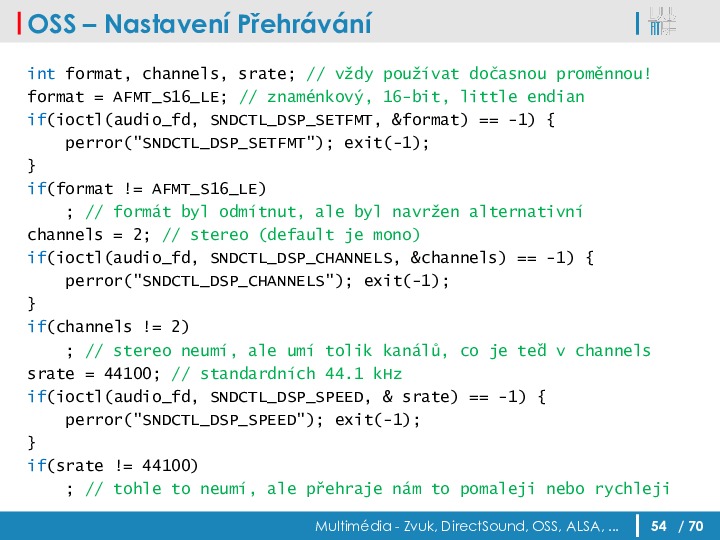 OSS – Nastavení Přehrávání
int format, channels, srate; // vždy používat dočasnou proměnnou!
format = AFMT_S16_LE; // znaménkový, 16-bit, little endian
if(ioctl(audio_fd, SNDCTL_DSP_SETFMT, &format) == -1) {
    perror("SNDCTL_DSP_SETFMT"); exit(-1);
}
if(format != AFMT_S16_LE)
    ; // formát byl odmítnut, ale byl navržen alternativní
channels = 2; // stereo (default je mono)
if(ioctl(audio_fd, SNDCTL_DSP_CHANNELS, &channels) == -1) {
    perror("SNDCTL_DSP_CHANNELS"); exit(-1);
}
if(channels != 2)
    ; // stereo neumí, ale umí tolik kanálů, co je teď v channels
srate = 44100; // standardních 44.1 kHz
if(ioctl(audio_fd, SNDCTL_DSP_SPEED, & srate) == -1) {
    perror("SNDCTL_DSP_SPEED"); exit(-1);
}
if(srate != 44100)
    ; // tohle to neumí, ale přehraje nám to pomaleji nebo rychleji
Multimédia - Zvuk, DirectSound, OSS, ALSA, ... 54 / 70